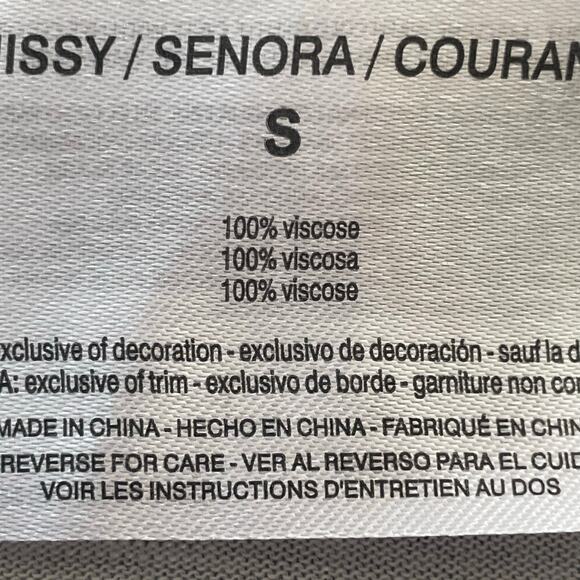 ISSY / SENORA / COURAN
S
100% viscose
100% viscosa
100% viscose
xclusive of decoration - exclusivo de decoración - sauf la d
A: exclusive of trim - exclusivo de borde - garniture non con
MADE IN CHINA - HECHO EN CHINA - FABRIQUÉ EN CHIN
REVERSE FOR CARE - VER AL REVERSO PARA EL CUID
VOIR LES INSTRUCTIONS D'ENTRETIEN AU DOS